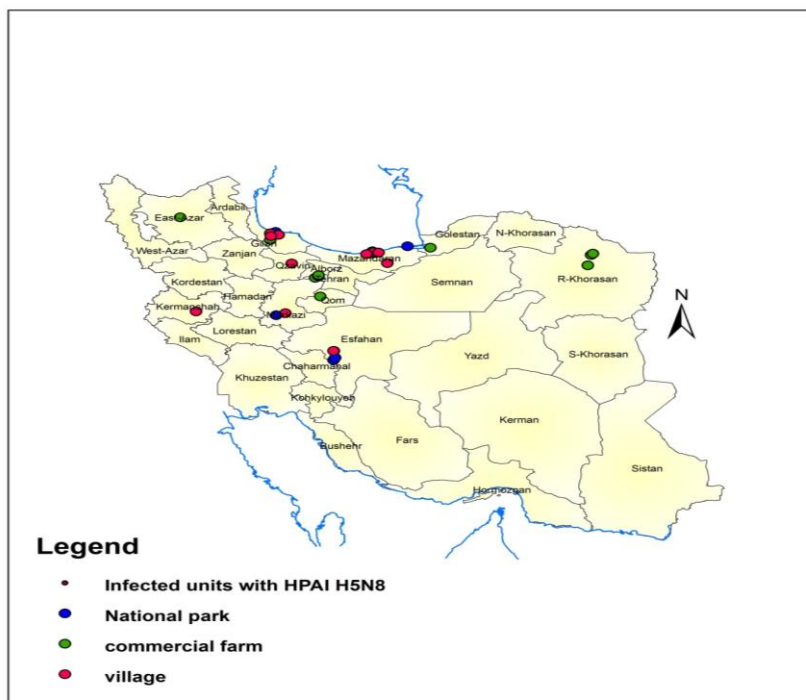 Ardabil
East-Azar
Gilan
Golestan
N-Khorasan
West-Azar
Zanjan
Qazvin
Alborz
Mazandaran
Tehran
Semnan
R-Khorasan
Kordestan
Hamadan
Qom
N
Kermanshah
Markazi
Lorestan
Esfahan
Ilam
Yazd
S-Khorasan
Chaharmahal
Khuzestan
Kohkylouyeh
Kerman
Fars
Bushehr
Sistan
Hormozgan
Legend
Infected units with HPAI H5N8
National park
commercial farm
village